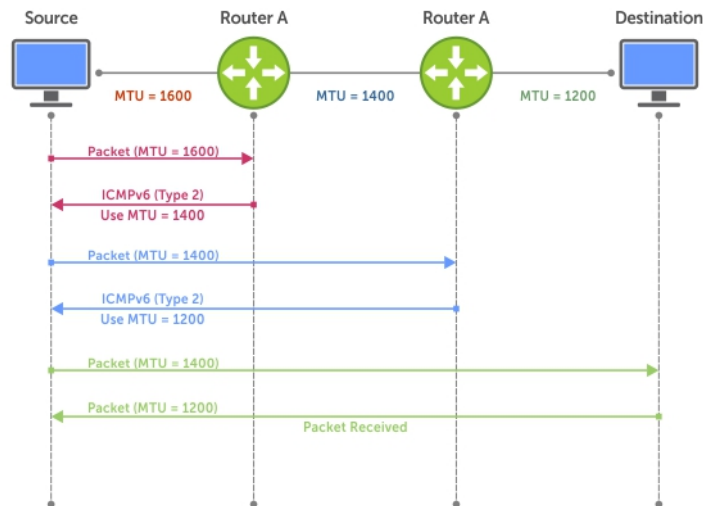 Source
Router A
Router A
Destination
MTU = 1600
MTU = 1400
MTU = 1200
Packet (MTU = 1600)
ICMPv6 (Type 2)
Use MTU = 1400
Packet (MTU = 1400)
ICMPv6 (Type 2)
Use MTU = 1200
Packet (MTU = 1400)
Packet (MTU = 1200)
Packet Received